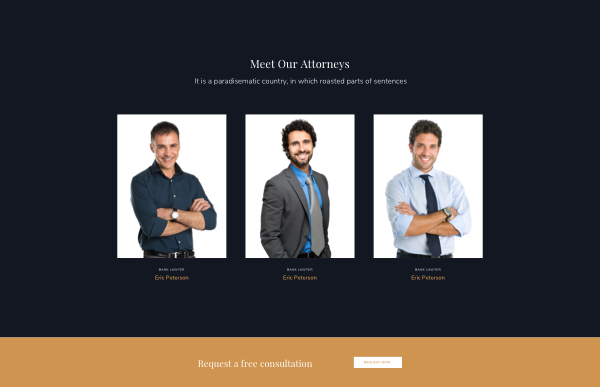 Meet Our Attorneys
It is a paradisematic country, in which roasted parts of sentences
BANK LAWYER
BANK LAWYER
BANK LAWYER
Eric Peterson
Eric Peterson
Eric Peterson
Request a free consultation
REQUEST NOW